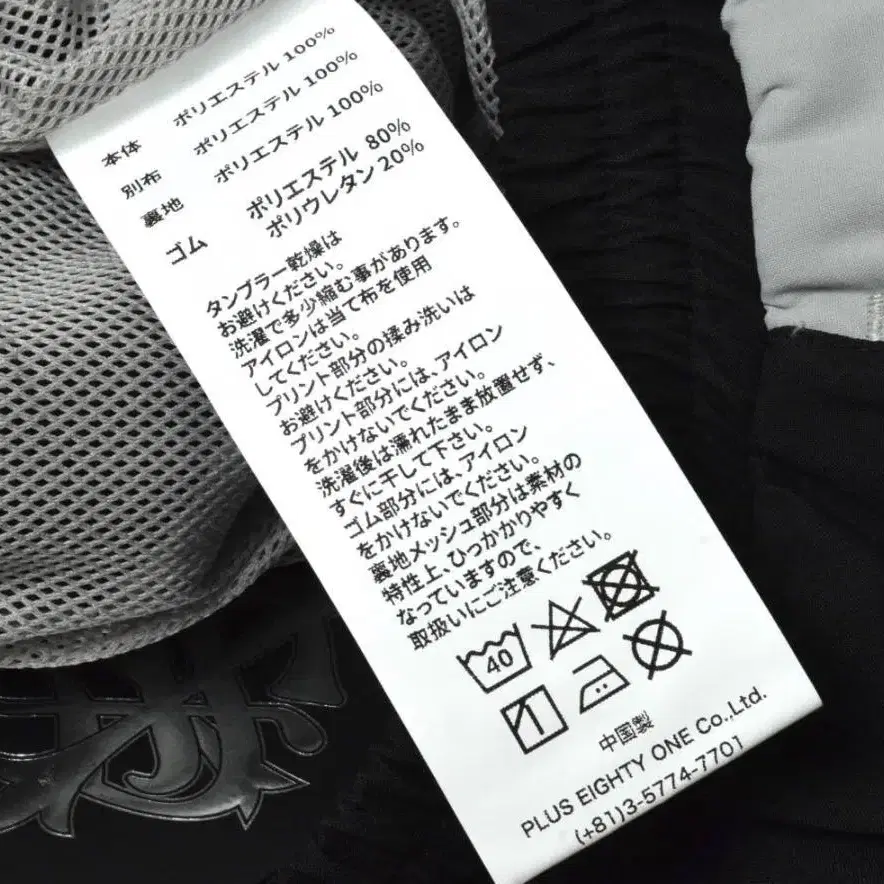 本体 ポリエステル 100%
別布 ポリエステル 100%
裏地 ポリエステル 100%
ゴム ポリエステル 80%
ポリウレタン 20%
タンブラー乾燥は
お避けください。
洗濯で多少縮む事があります。
アイロンは当て布を使用
してください。
プリント部分の揉み洗いは
お避けください。
プリント部分には、アイロン
をかけないでください。
洗濯後は濡れたまま放置せず、
すぐに干して下さい。
ゴム部分には、アイロン
をかけないでください。
裏地メッシュ部分は素材の
特性上、ひっかかりやすく
なっていますので、
取扱いにご注意ください。
40
中国製
PLUS EIGHTY ONE Co.,Ltd.
(+81)3-5774-7701